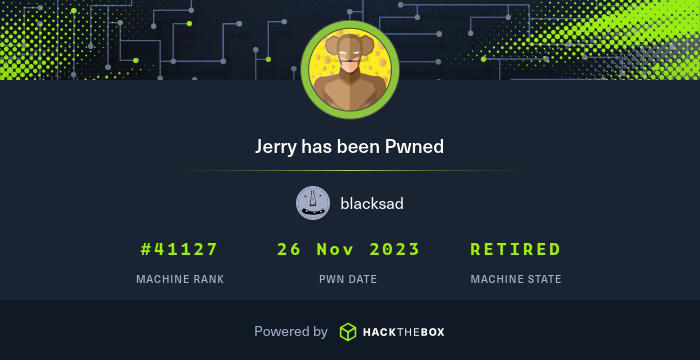 Jerry has been Pwned
blacksad
#41127 26 Nov 2023 RETIRED
MACHINE RANK PWN DATE MACHINE STATE
Powered by HACKTHEBOX